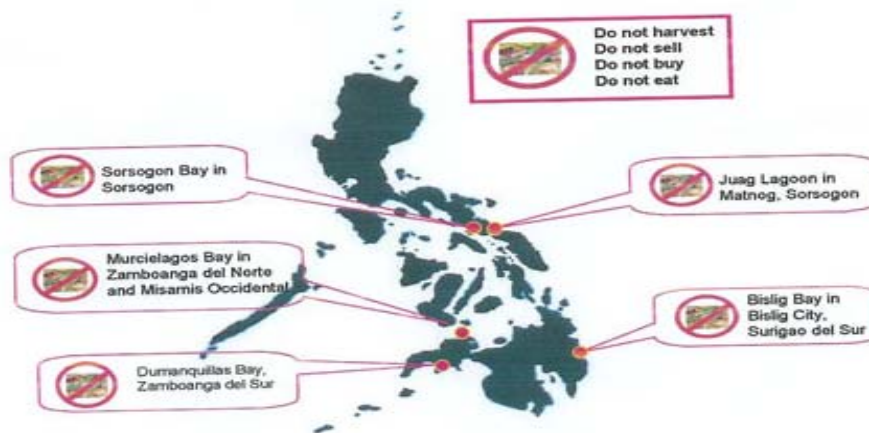 Do not harvest
Do not sell
Do not buy
Do not eat
Sorsogon Bay in
Sorsogon
Juag Lagoon in
Matnog, Sorsogon
Murcielagos Bay in
Zamboanga del Norte
and Misamis Occidental
Bislig Bay in
Bislig City,
Surigao del Sur
Dumanquillas Bay,
Zamboanga del Sur